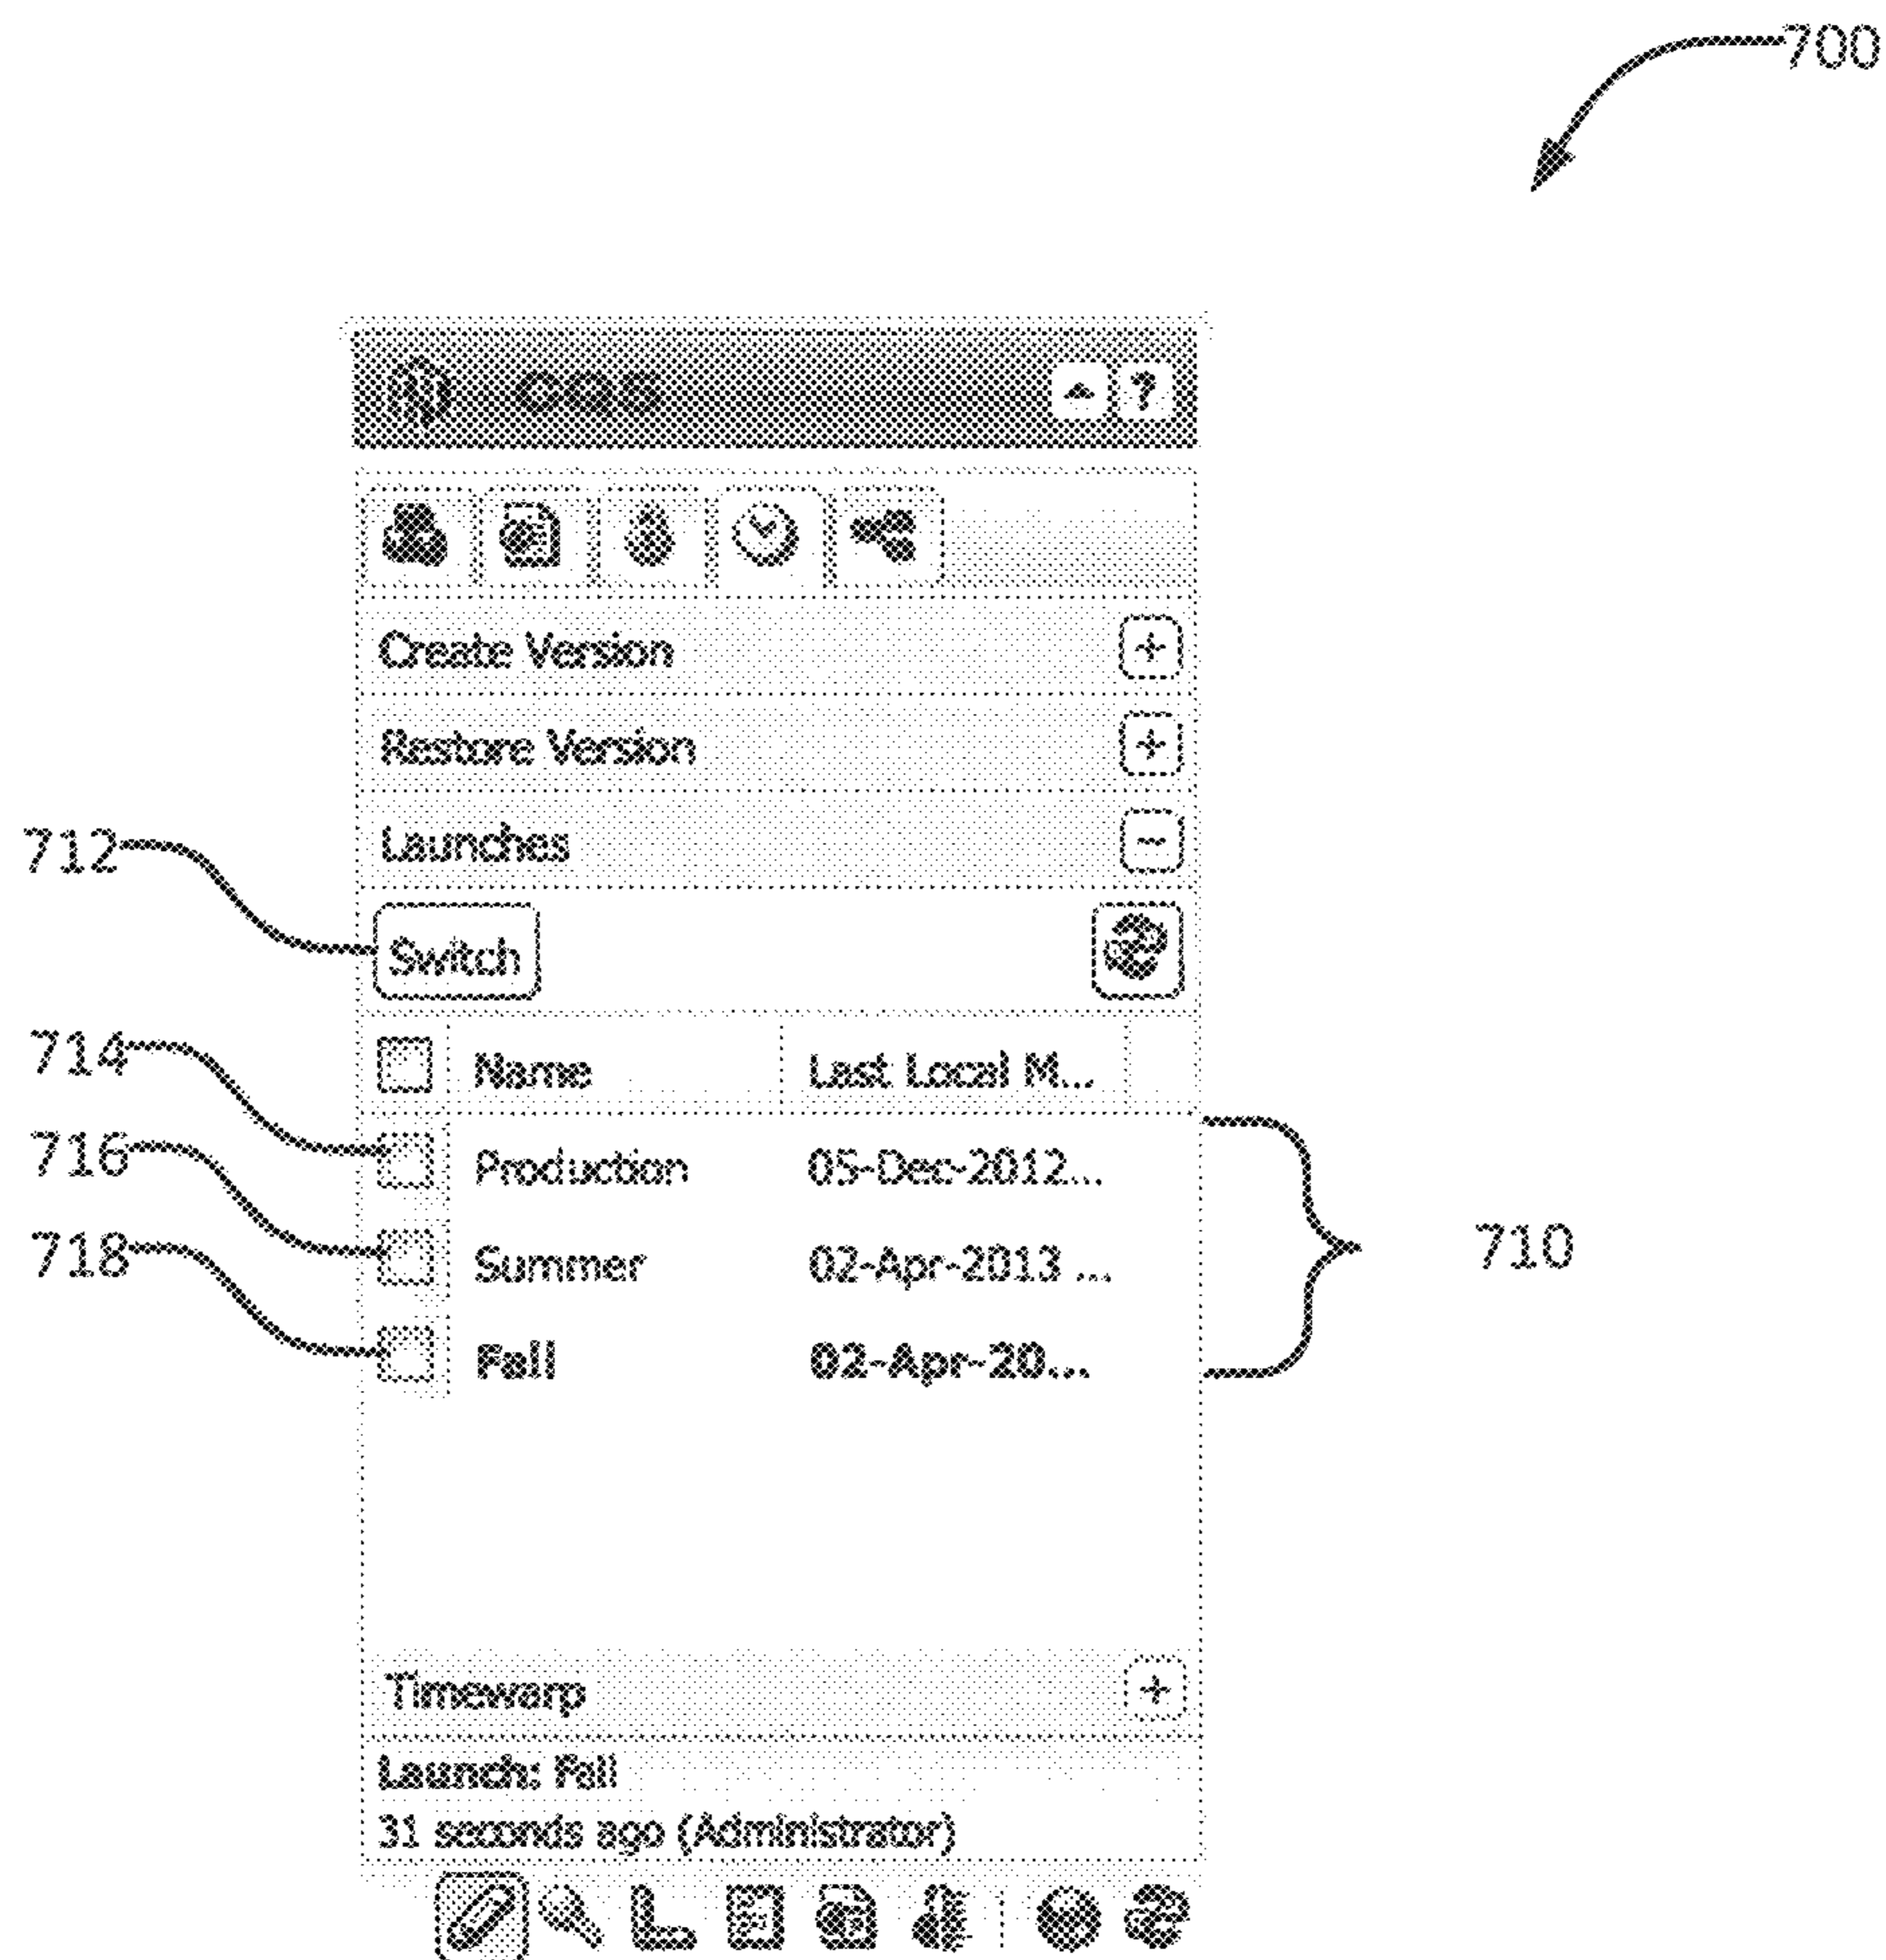 700
CQ5
?
Create Version +
Restore Version +
Launches -
712
Switch
714
Name Last Local M...
716
Production 05-Dec-2012...
718
Summer 02-Apr-2013 ...
710
Fall 02-Apr-20...
Timewarp +
Launch: Fall
31 seconds ago (Administrator)